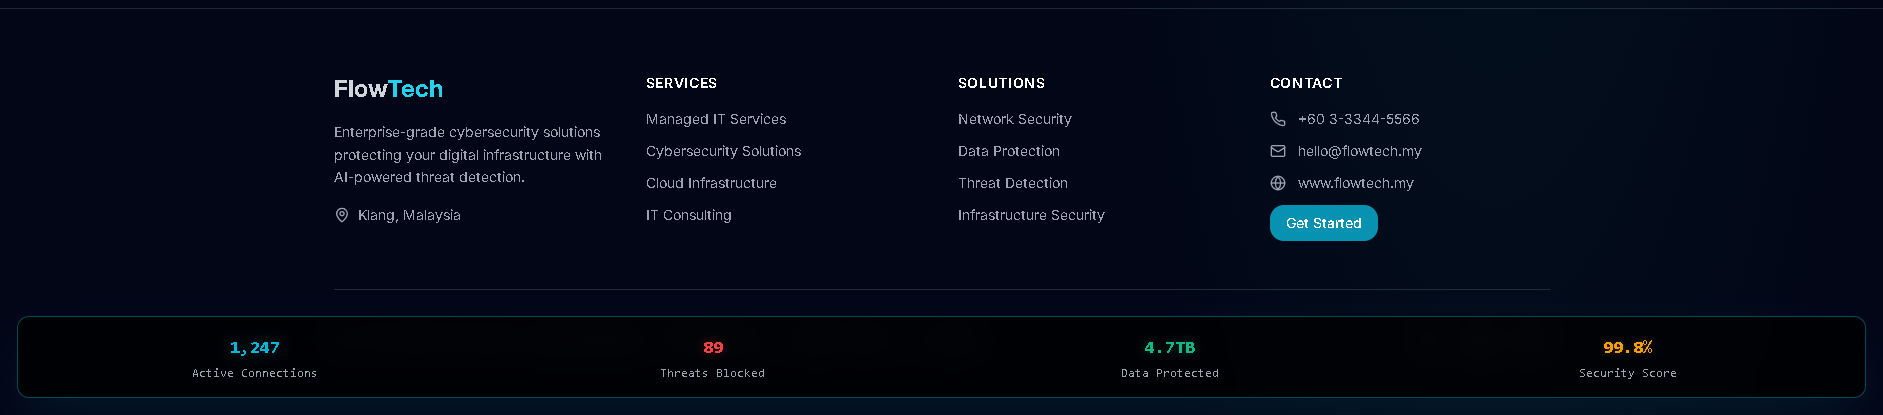 FlowTech
Enterprise-grade cybersecurity solutions
protecting your digital infrastructure with
AI-powered threat detection.
Klang, Malaysia
SERVICES
Managed IT Services
Cybersecurity Solutions
Cloud Infrastructure
IT Consulting
SOLUTIONS
Network Security
Data Protection
Threat Detection
Infrastructure Security
CONTACT
+60 3-3344-5566
hello@flowtech.my
www.flowtech.my
Get Started
1,247
Active Connections
89
Threats Blocked
4.7TB
Data Protected
99.8%
Security Score